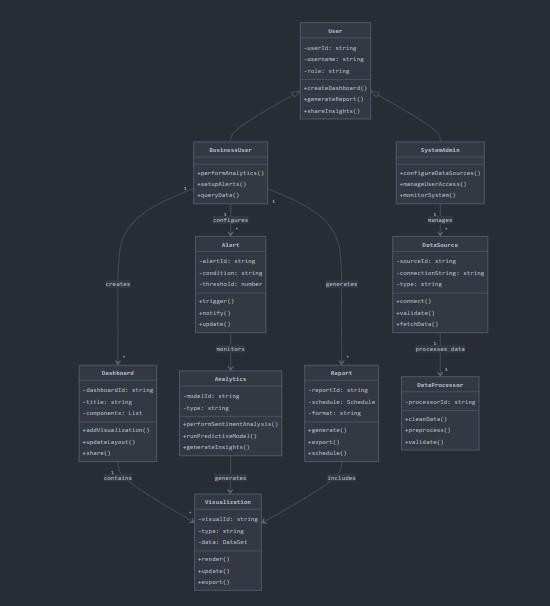 User
-userId: string
-username: string
-role: string
+createDashboard()
+generateReport()
+shareInsights()
BusinessUser
+performAnalytics()
+setupAlerts()
+queryData()
SystemAdmin
+configureDataSources()
+manageUserAccess()
+monitorSystem()
1
1
1
configures
*
1
manages
*
Alert
-alertId: string
-condition: string
-threshold: number
+trigger()
+notify()
+update()
DataSource
-sourceId: string
-connectionString: string
-type: string
+connect()
+validate()
+fetchData()
creates
generates
monitors
1
processes data
1
*
*
Dashboard
-dashboardId: string
-title: string
-components: List
+addVisualization()
+updateLayout()
+share()
Analytics
-modelId: string
-type: string
+performSentimentAnalysis()
+runPredictiveModel()
+generateInsights()
Report
-reportId: string
-schedule: Schedule
-format: string
+generate()
+export()
+schedule()
DataProcessor
-processorId: string
+cleanData()
+preprocess()
+validate()
1
contains
generates
includes
*
Visualization
-visualId: string
-type: string
-data: DataSet
+render()
+update()
+export()